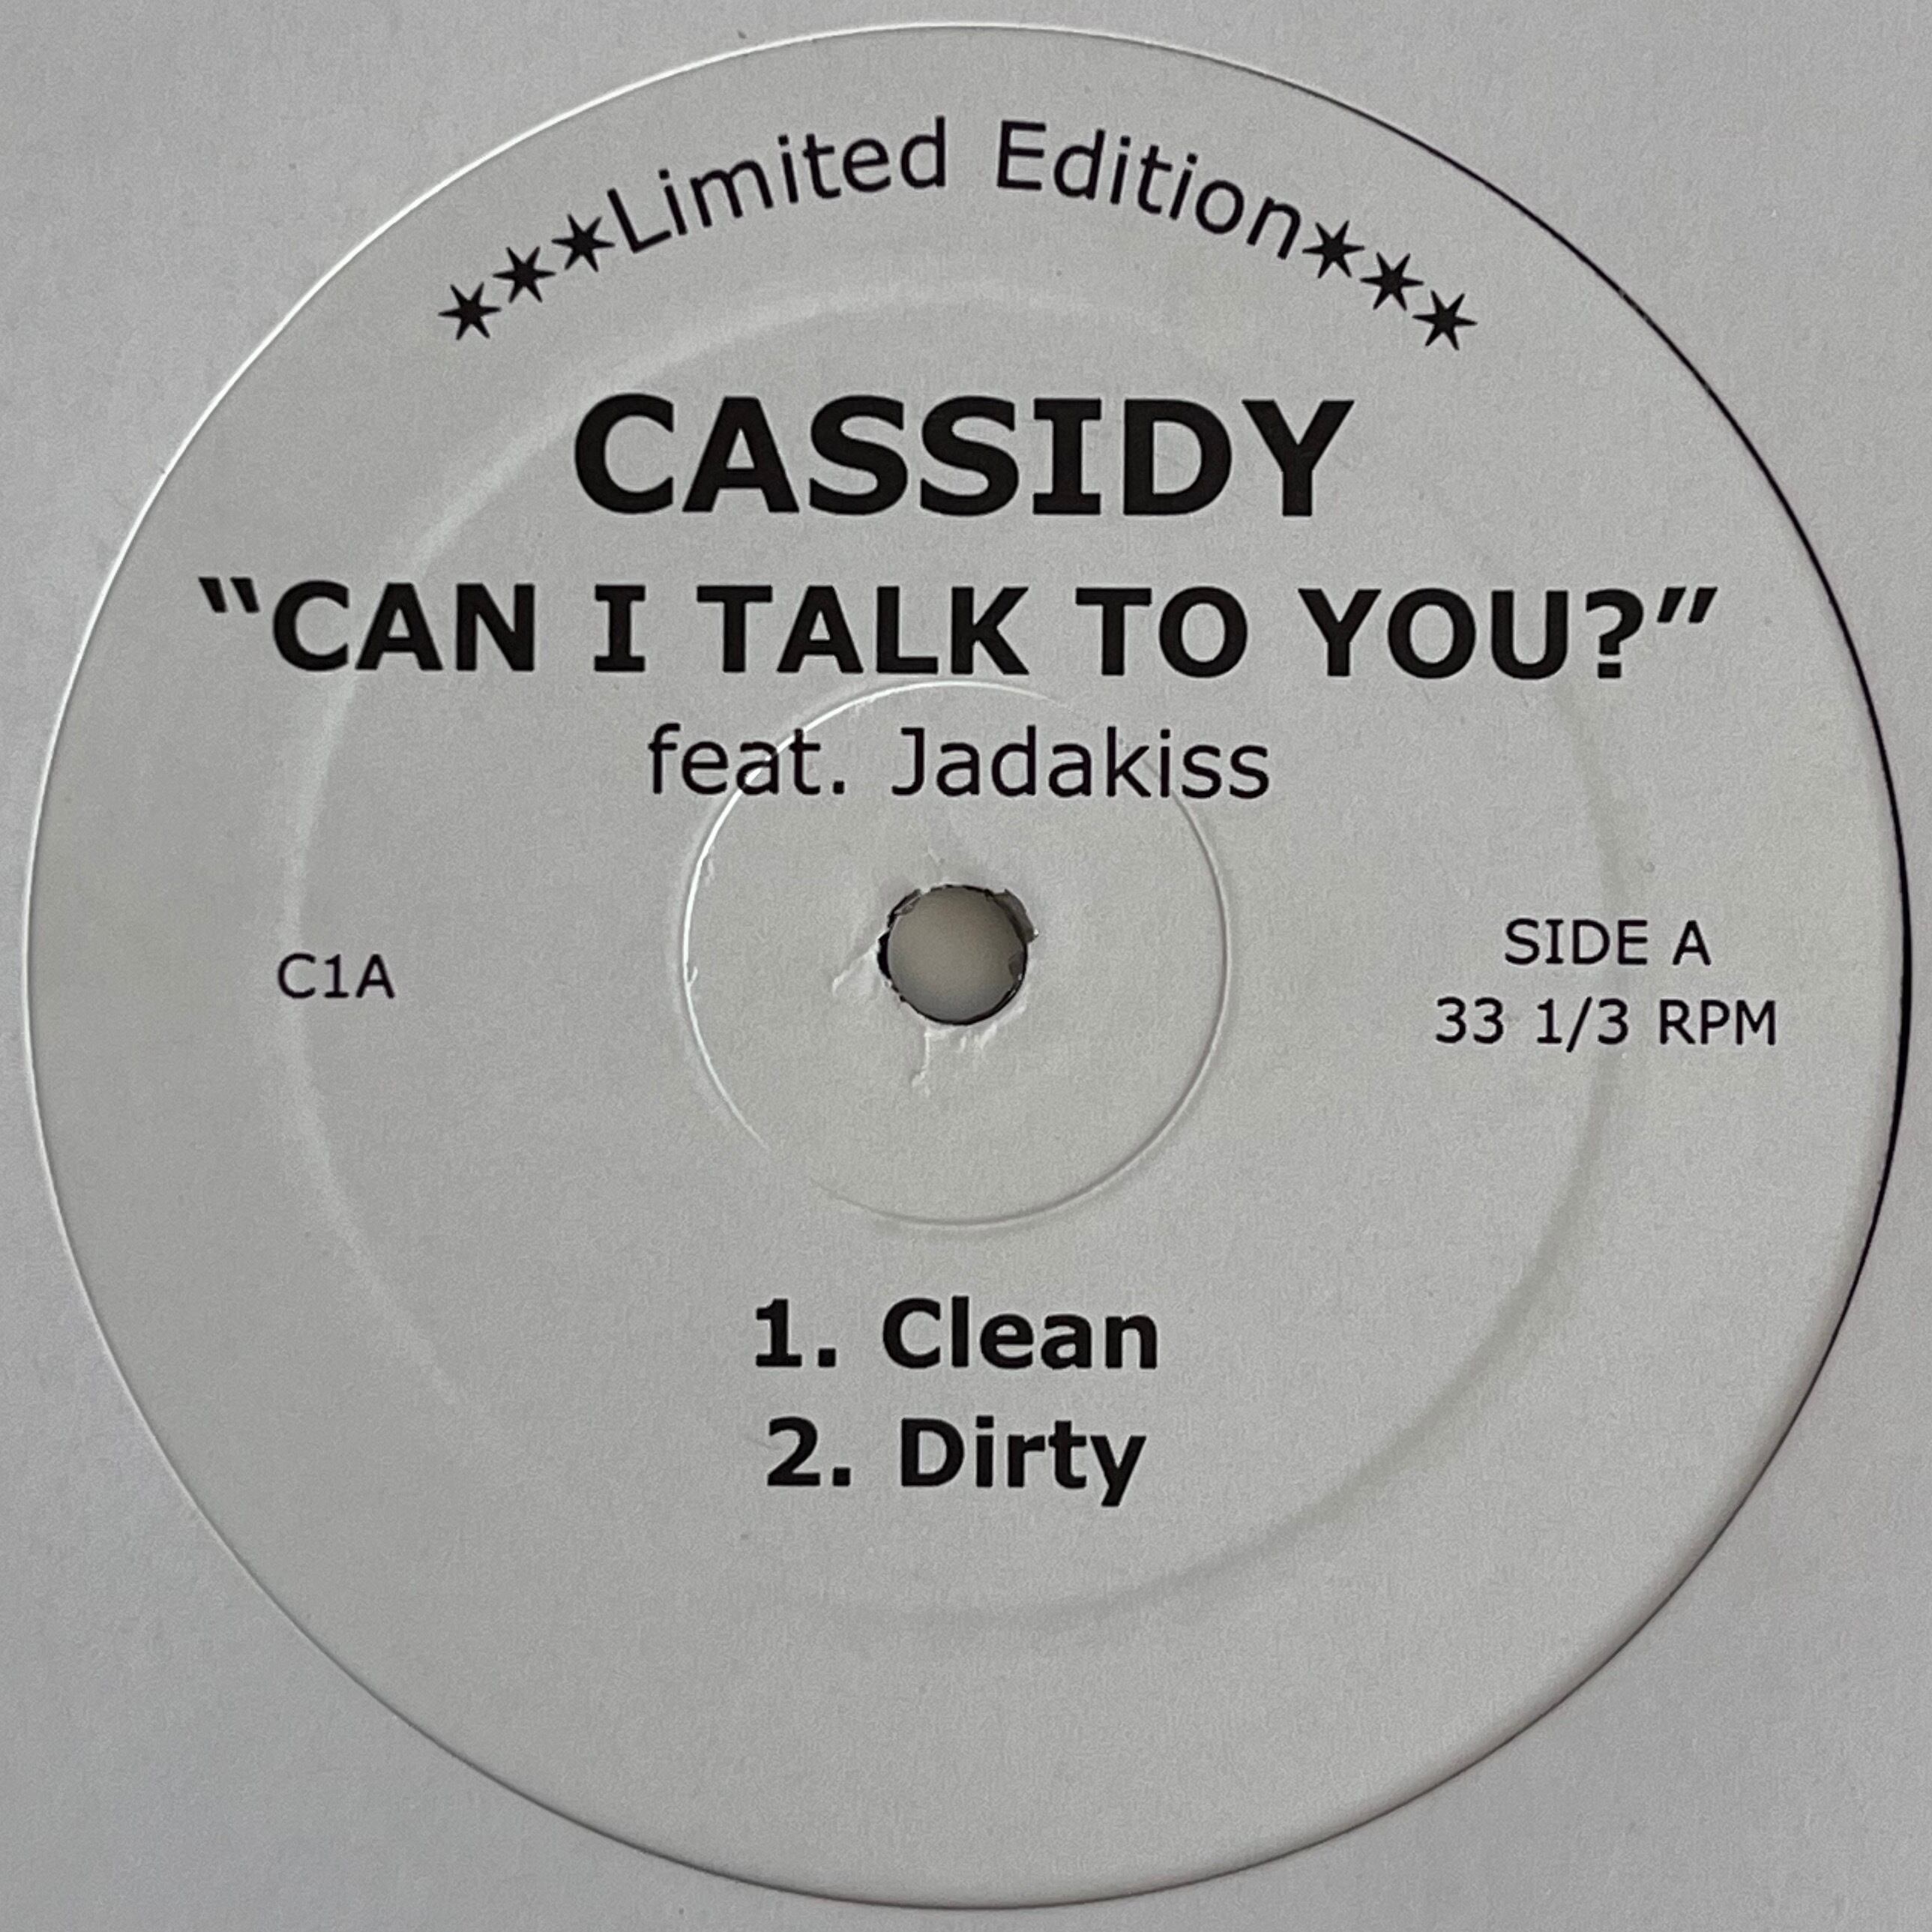 ✶✶✶Limited Edition✶✶✶
CASSIDY
“CAN I TALK TO YOU?”
feat. Jadakiss
C1A
SIDE A
33 1/3 RPM
1. Clean
2. Dirty